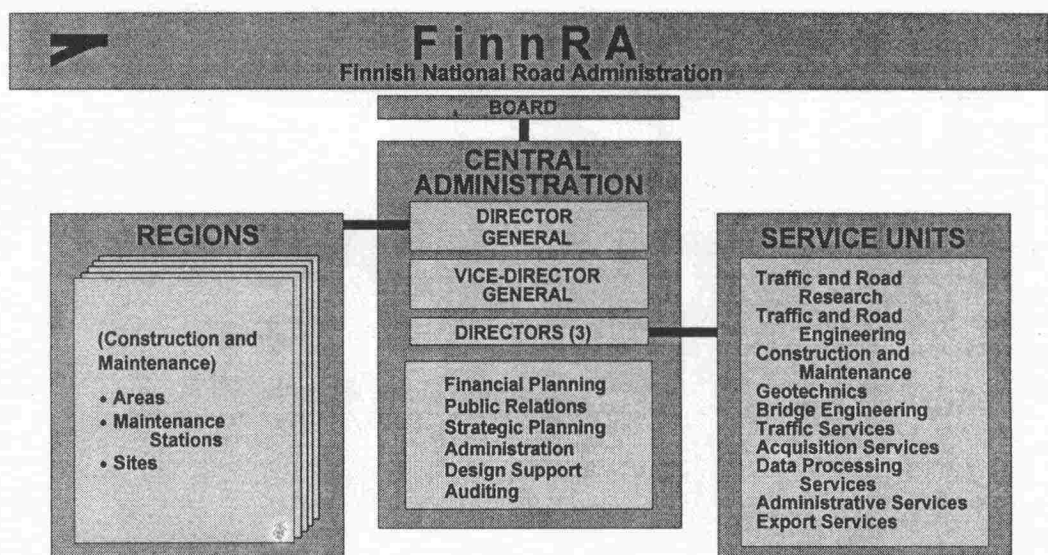 FinnRA
Finnish National Road Administration
BOARD
CENTRAL
ADMINISTRATION
DIRECTOR
GENERAL
VICE-DIRECTOR
GENERAL
DIRECTORS (3)
Financial Planning
Public Relations
Strategic Planning
Administration
Design Support
Auditing
REGIONS
(Construction and
Maintenance)
• Areas
• Maintenance
Stations
• Sites
SERVICE UNITS
Traffic and Road
Research
Traffic and Road
Engineering
Construction and
Maintenance
Geotechnics
Bridge Engineering
Traffic Services
Acquisition Services
Data Processing
Services
Administrative Services
Export Services